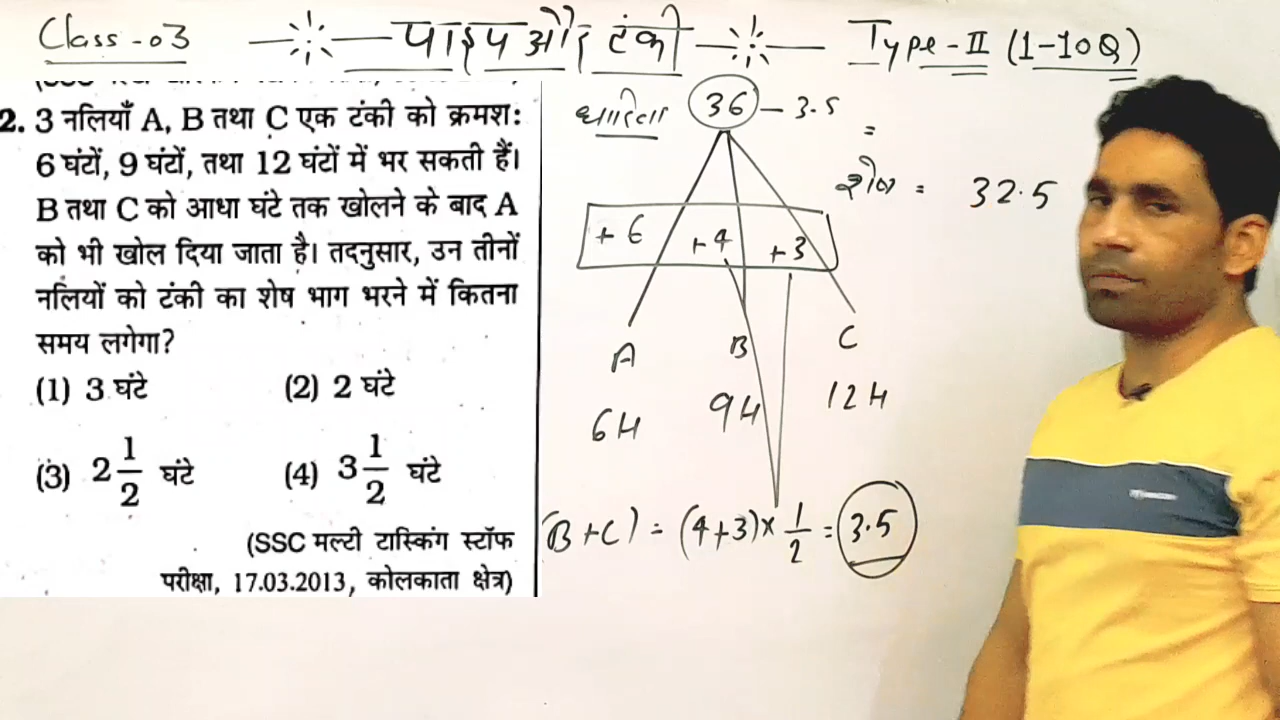 Class-03 पाइप और टंकी Type-II (1-10Q)
2. 3 नलियाँ A, B तथा C एक टंकी को क्रमश:
6 घंटों, 9 घंटों, तथा 12 घंटों में भर सकती हैं।
B तथा C को आधा घंटे तक खोलने के बाद A
को भी खोल दिया जाता है। तदनुसार, उन तीनों
नलियों को टंकी का शेष भाग भरने में कितना
समय लगेगा?
(1) 3 घंटे (2) 2 घंटे
(3) 2 1/2 घंटे (4) 3 1/2 घंटे
(SSC मल्टी टास्किंग स्टॉफ
परीक्षा, 17.03.2013, कोलकाता क्षेत्र)
धारिता 36 - 3.5
=
शेष = 32.5
+6 +4 +3
A B C
6H 9H 12H
(B+C) = (4+3)× 1/2 = 3.5